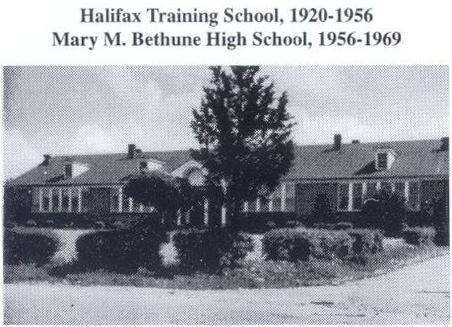 Halifax Training School, 1920-1956
Mary M. Bethune High School, 1956-1969